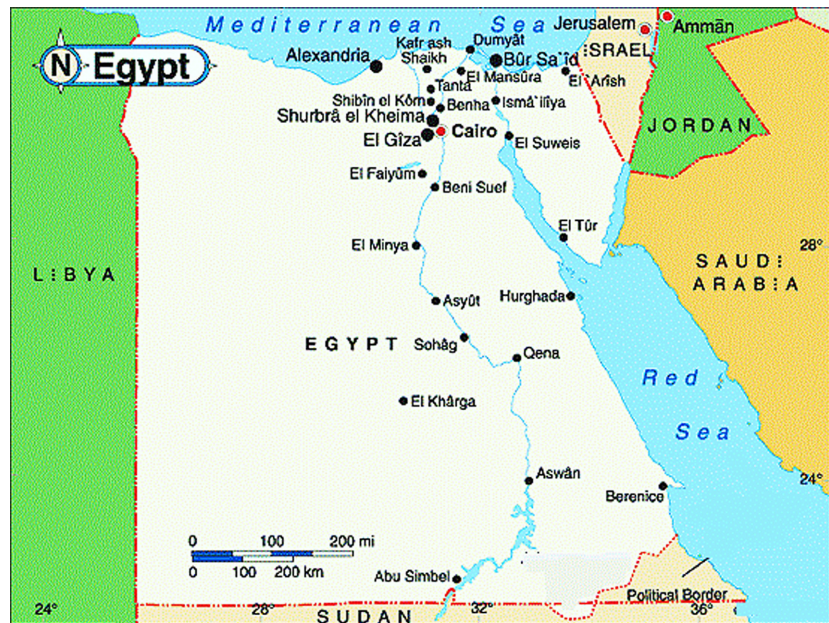 Mediterranean Sea
Jerusalem
Ammān
N Egypt
Alexandria
Kafr ash
Shaikh
Dumyât
Bûr Sa`îd
ISRAEL
El Mansûra
El `Arîsh
Tanta
Shibîn el Kôm
Benha
Ismâ`ilîya
Shurbrâ el Kheima
JORDAN
El Gîza
Cairo
El Suweis
El Faiyûm
Beni Suef
El Tûr
El Minya
28°
LIBYA
SAUDI
ARABIA
Asyût
Hurghada
EGYPT
Sohâg
Qena
Red
Sea
El Khârga
Aswân
24°
Berenice
0 100 200 mi
0 100 200 km
Abu Simbel
Political Border
24°
28°
32°
36°
SUDAN